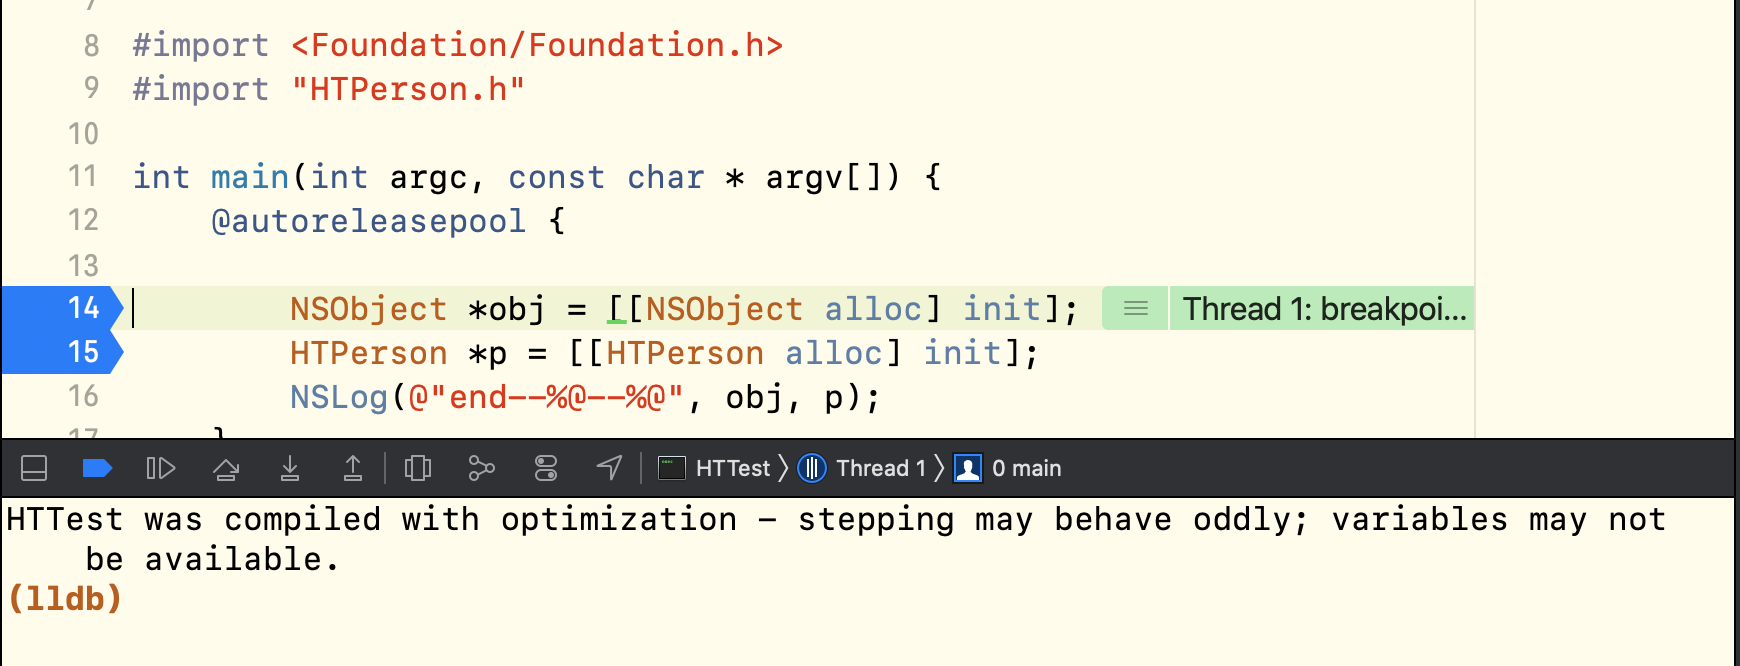 7
8 #import <Foundation/Foundation.h>
9 #import "HTPerson.h"
10
11 int main(int argc, const char * argv[]) {
12 @autoreleasepool {
13
14 NSObject *obj = [[NSObject alloc] init]; Thread 1: breakpoi...
15 HTPerson *p = [[HTPerson alloc] init];
16 NSLog(@"end--%@--%@", obj, p);
17 }
HTTest Thread 1 0 main
HTTest was compiled with optimization - stepping may behave oddly; variables may not
be available.
(lldb)